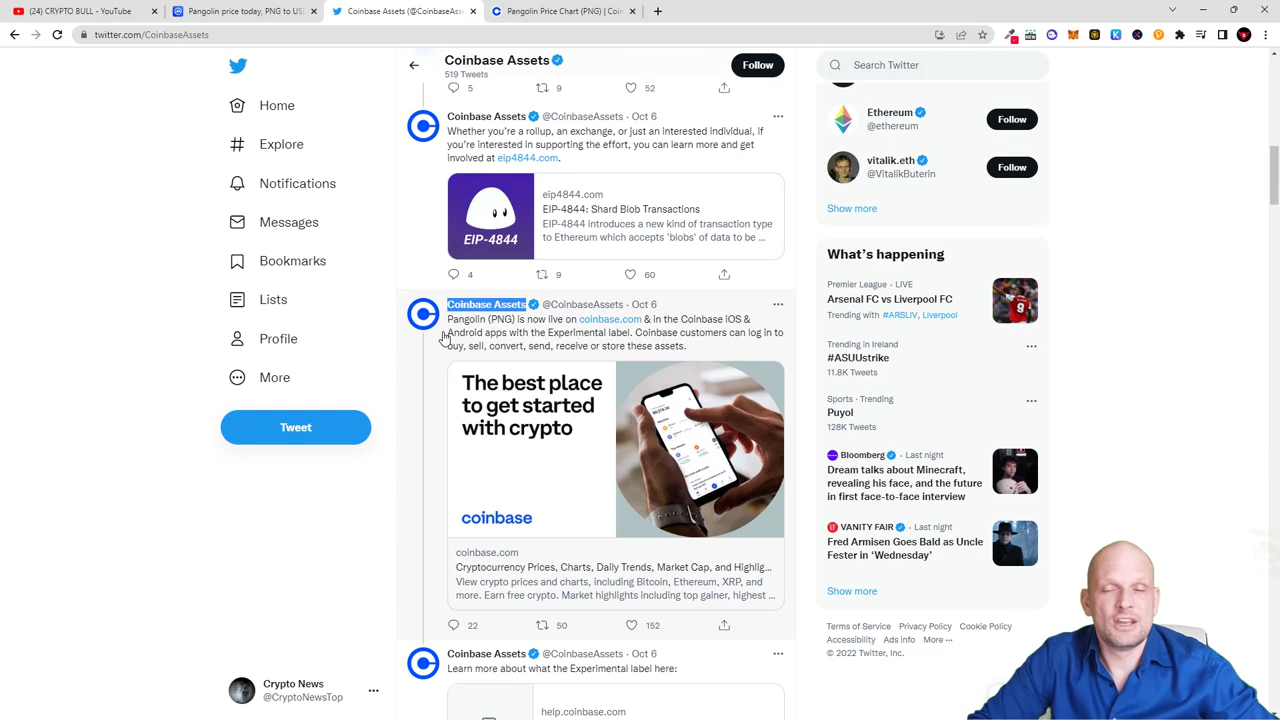 (24) CRYPTO BULL - YouTube
Pangolin price today, PNG to US
Coinbase Assets (@CoinbaseAsse
Pangolin Price Chart (PNG) | Coin
twitter.com/CoinbaseAssets
Home
Explore
Notifications
Messages
Bookmarks
Lists
Profile
More
Tweet
Crypto News
@CryptoNewsTop
Coinbase Assets
519 Tweets
Follow
5 9 52
Coinbase Assets @CoinbaseAssets · Oct 6
Whether you're a rollup, an exchange, or just an interested individual, if
you're interested in supporting the effort, you can learn more and get
involved at eip4844.com.
EIP-4844
eip4844.com
EIP-4844: Shard Blob Transactions
EIP-4844 introduces a new kind of transaction type
to Ethereum which accepts 'blobs' of data to be ...
4 9 60
Coinbase Assets @CoinbaseAssets · Oct 6
Pangolin (PNG) is now live on coinbase.com & in the Coinbase iOS &
Android apps with the Experimental label. Coinbase customers can log in to
buy, sell, convert, send, receive or store these assets.
The best place
to get started
with crypto
coinbase
coinbase.com
Cryptocurrency Prices, Charts, Daily Trends, Market Cap, and Highlig...
View crypto prices and charts, including Bitcoin, Ethereum, XRP, and
more. Earn free crypto. Market highlights including top gainer, highest ...
22 50 152
Coinbase Assets @CoinbaseAssets · Oct 6
Learn more about what the Experimental label here:
help.coinbase.com
Search Twitter
Ethereum
@ethereum
Follow
vitalik.eth
@VitalikButerin
Follow
Show more
What's happening
Premier League · LIVE
Arsenal FC vs Liverpool FC
Trending with #ARSLIV, Liverpool
Trending in Ireland
#ASUUstrike
11.8K Tweets
Sports · Trending
Puyol
128K Tweets
Bloomberg · Last night
Dream talks about Minecraft,
revealing his face, and the future
in first face-to-face interview
VANITY FAIR · Last night
Fred Armisen Goes Bald as Uncle
Fester in 'Wednesday'
Show more
Terms of Service Privacy Policy Cookie Policy
Accessibility Ads info More ···
© 2022 Twitter, Inc.